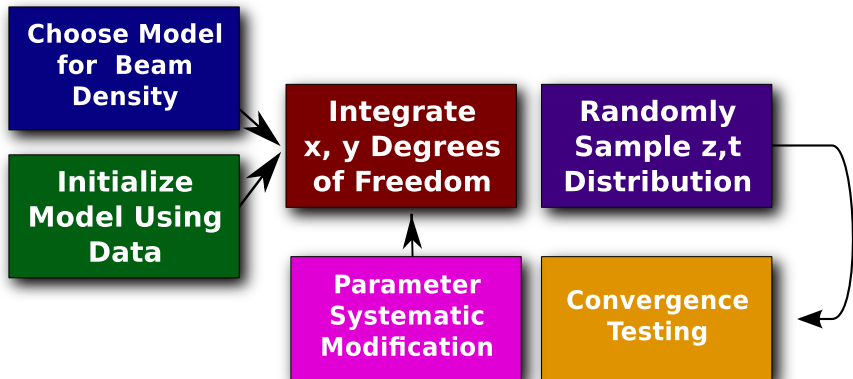 Choose Model
for Beam
Density
Initialize
Model Using
Data
Integrate
x, y Degrees
of Freedom
Randomly
Sample z,t
Distribution
Parameter
Systematic
Modification
Convergence
Testing